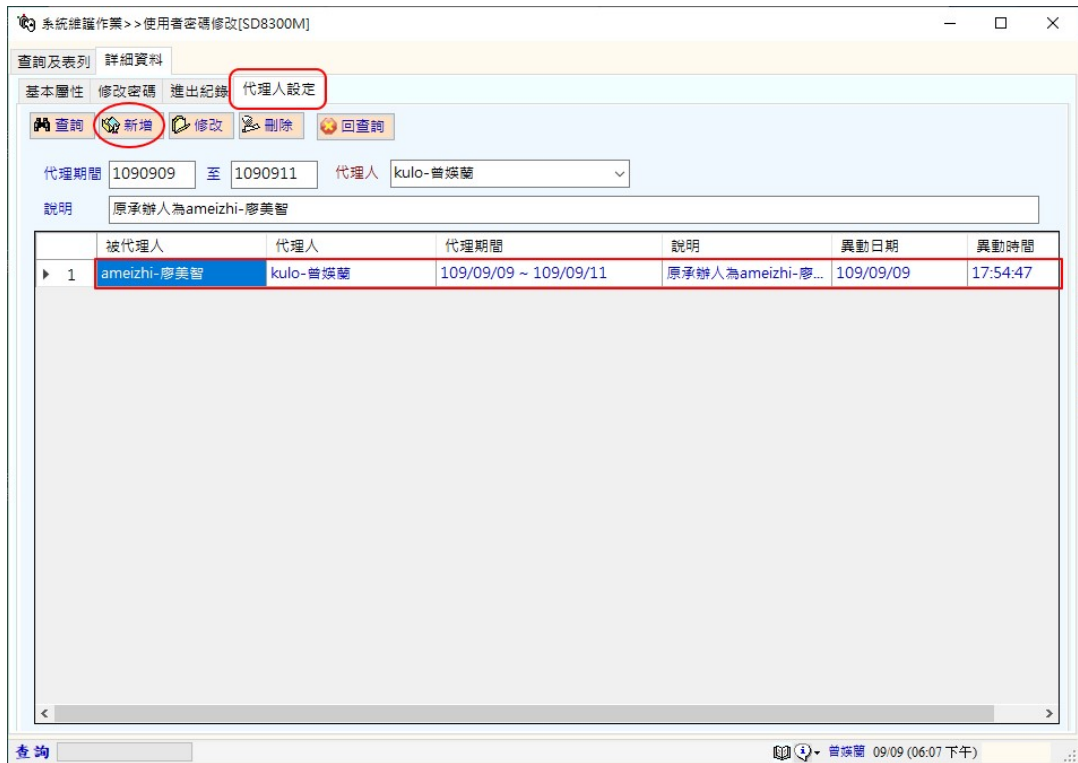 系統維護作業>>使用者密碼修改[SD8300M]
查詢及表列 詳細資料
基本屬性 修改密碼 進出紀錄 代理人設定
查詢 新增 修改 刪除 回查詢
代理期間 1090909 至 1090911 代理人 kulo-曾媖蘭
說明 原承辦人為ameizhi-廖美智
被代理人 代理人 代理期間 說明 異動日期 異動時間
1 ameizhi-廖美智 kulo-曾媖蘭 109/09/09 ~ 109/09/11 原承辦人為ameizhi-廖... 109/09/09 17:54:47
查詢 曾媖蘭 09/09 (06:07 下午)